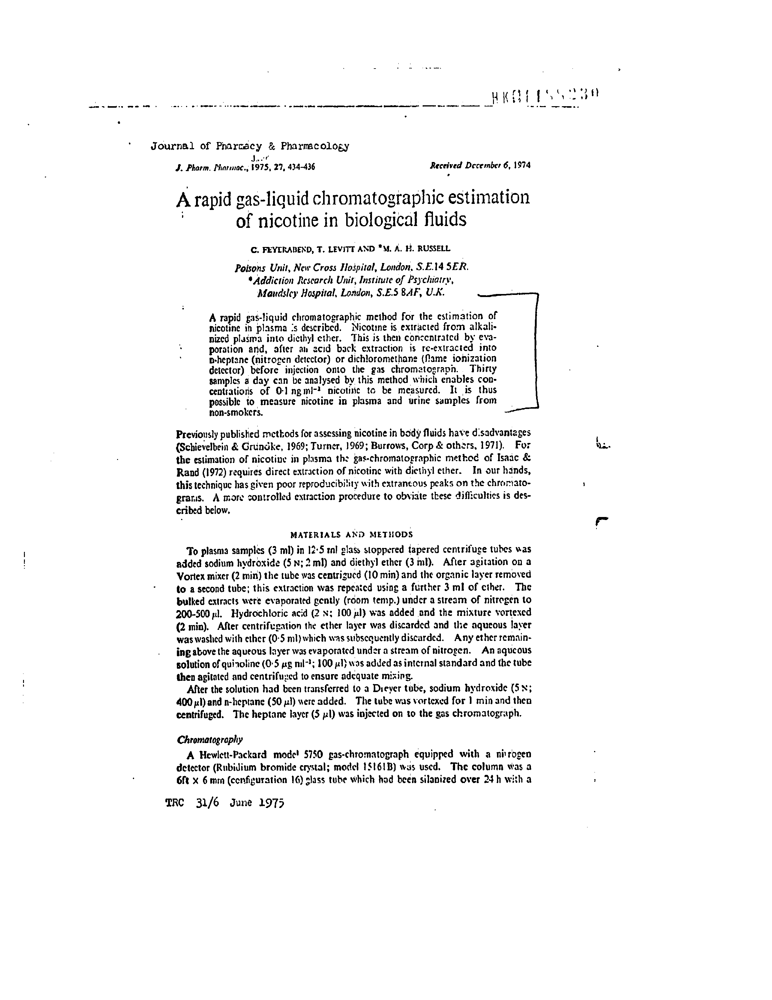 Journal of Pharmacy & Pharmacology
J. Pharm. Pharmac., 1975, 27, 434-436
Received December 6, 1974
A rapid gas-liquid chromatographic estimation
of nicotine in biological fluids
C. FEYERABEND, T. LEVITT AND *M. A. H. RUSSELL
Poisons Unit, New Cross Hospital, London, S.E.14 5ER.
*Addiction Research Unit, Institute of Psychiatry,
Maudsley Hospital, London, S.E.5 8AF, U.K.
A rapid gas-liquid chromatographic method for the estimation of
nicotine in plasma is described. Nicotine is extracted from alkali-
nized plasma into diethyl ether. This is then concentrated by eva-
poration and, after an acid back extraction is re-extracted into
n-heptane (nitrogen detector) or dichloromethane (flame ionization
detector) before injection onto the gas chromatograph. Thirty
samples a day can be analysed by this method which enables con-
centrations of 0·1 ng ml⁻¹ nicotine to be measured. It is thus
possible to measure nicotine in plasma and urine samples from
non-smokers.
Previously published methods for assessing nicotine in body fluids have disadvantages
(Schievelbein & Grundke, 1969; Turner, 1969; Burrows, Corp & others, 1971). For
the estimation of nicotine in plasma the gas-chromatographic method of Isaac &
Rand (1972) requires direct extraction of nicotine with diethyl ether. In our hands,
this technique has given poor reproducibility with extraneous peaks on the chromato-
grams. A more controlled extraction procedure to obviate these difficulties is des-
cribed below.
MATERIALS AND METHODS
To plasma samples (3 ml) in 12·5 ml glass stoppered tapered centrifuge tubes was
added sodium hydroxide (5 N; 2 ml) and diethyl ether (3 ml). After agitation on a
Vortex mixer (2 min) the tube was centrigued (10 min) and the organic layer removed
to a second tube; this extraction was repeated using a further 3 ml of ether. The
bulked extracts were evaporated gently (room temp.) under a stream of nitrogen to
200-500 μl. Hydrochloric acid (2 N; 100 μl) was added and the mixture vortexed
(2 min). After centrifugation the ether layer was discarded and the aqueous layer
was washed with ether (0·5 ml) which was subsequently discarded. Any ether remain-
ing above the aqueous layer was evaporated under a stream of nitrogen. An aqueous
solution of quinoline (0·5 μg ml⁻¹; 100 μl) was added as internal standard and the tube
then agitated and centrifuged to ensure adequate mixing.
After the solution had been transferred to a Dreyer tube, sodium hydroxide (5 N;
400 μl) and n-heptane (50 μl) were added. The tube was vortexed for 1 min and then
centrifuged. The heptane layer (5 μl) was injected on to the gas chromatograph.
Chromatography
A Hewlett-Packard model 5750 gas-chromatograph equipped with a nitrogen
detector (Rubidium bromide crystal; model 15161B) was used. The column was a
6ft × 6 mm (configuration 16) glass tube which had been silanized over 24 h with a
TRC 31/6 June 1975